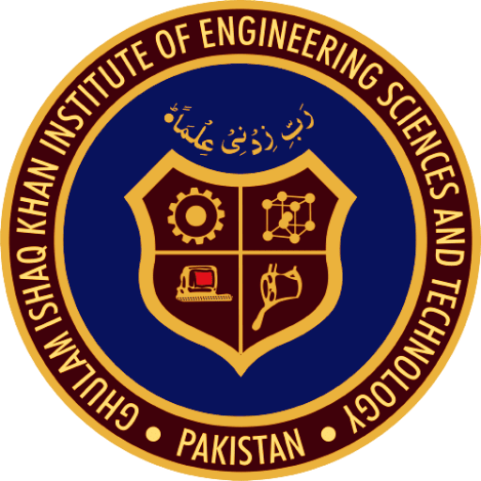 GHULAM ISHAQ KHAN INSTITUTE OF ENGINEERING SCIENCES AND TECHNOLOGY
رَبِّ زِدْنِیْ عِلْمَاً
• PAKISTAN •